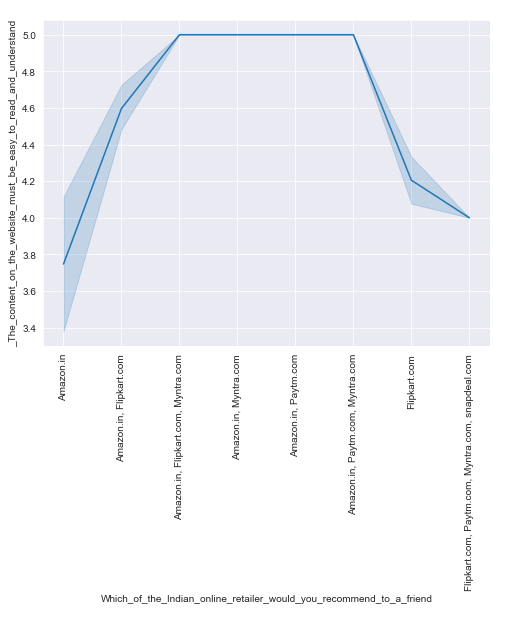 _The_content_on_the_website_must_be_easy_to_read_and_understand
5.0
4.8
4.6
4.4
4.2
4.0
3.8
3.6
3.4
Amazon.in
Amazon.in, Flipkart.com
Amazon.in, Flipkart.com, Myntra.com
Amazon.in, Myntra.com
Amazon.in, Paytm.com
Amazon.in, Paytm.com, Myntra.com
Flipkart.com
Flipkart.com, Paytm.com, Myntra.com, snapdeal.com
Which_of_the_Indian_online_retailer_would_you_recommend_to_a_friend